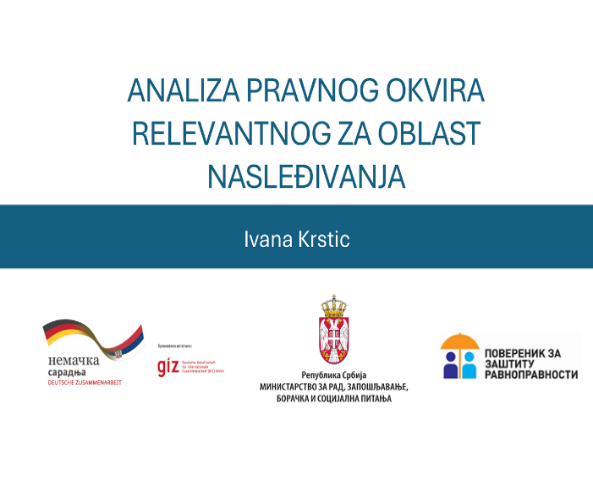 ANALIZA PRAVNOG OKVIRA
RELEVANTNOG ZA OBLAST
NASLEĐIVANJA
Ivana Krstic
немачка
сарадња
DEUTSCHE ZUSAMMENARBEIT
giz
Deutsche Gesellschaft
für Internationale
Zusammenarbeit (GIZ) GmbH
Република Србија
МИНИСТАРСТВО ЗА РАД, ЗАПОШЉАВАЊЕ,
БОРАЧКА И СОЦИЈАЛНА ПИТАЊА
ПОВЕРЕНИК ЗА
ЗАШТИТУ
РАВНОПРАВНОСТИ